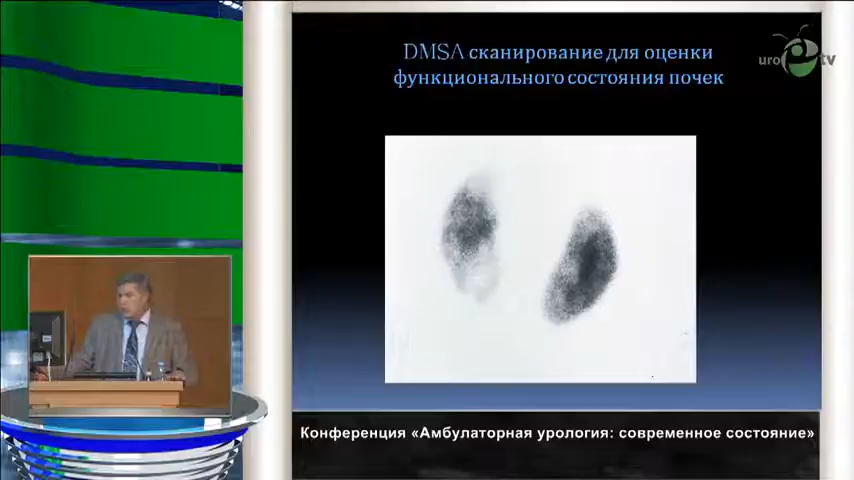 DMSA сканирование для оценки
функционального состояния почек
uro tv
Конференция «Амбулаторная урология: современное состояние»